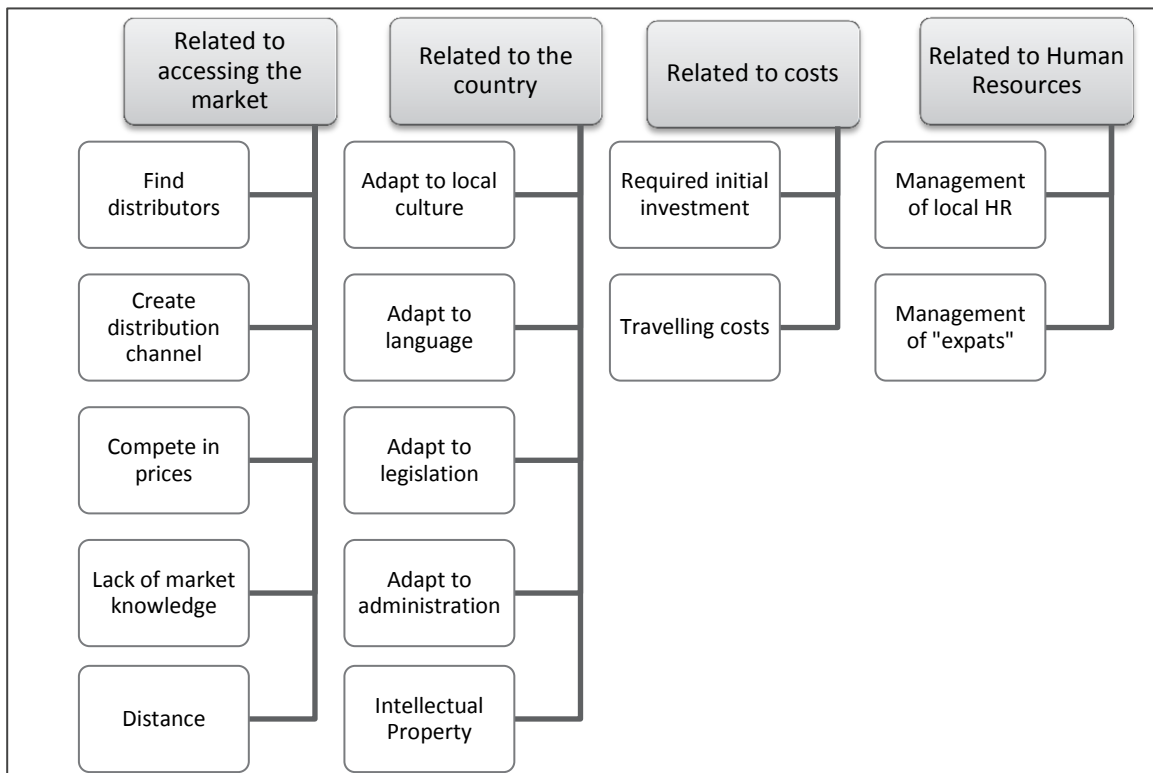 Related to
accessing the
market
Find
distributors
Create
distribution
channel
Compete in
prices
Lack of market
knowledge
Distance
Related to the
country
Adapt to local
culture
Adapt to
language
Adapt to
legislation
Adapt to
administration
Intellectual
Property
Related to costs
Required initial
investment
Travelling costs
Related to Human
Resources
Management
of local HR
Management
of "expats"